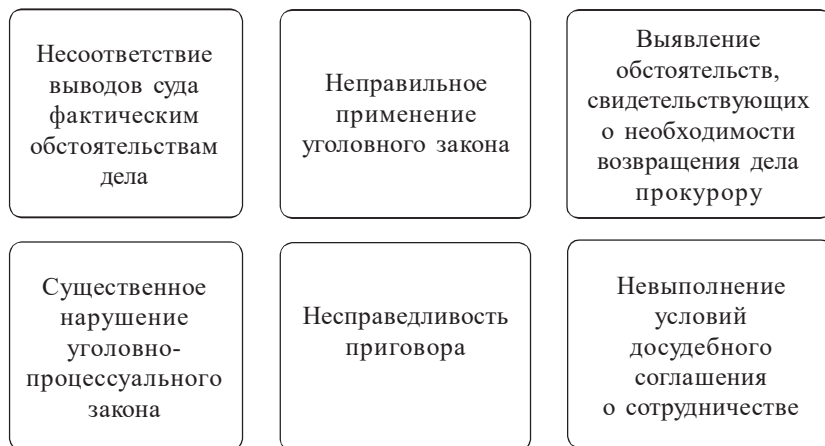 Несоответствие
выводов суда
фактическим
обстоятельствам
дела
Неправильное
применение
уголовного закона
Выявление
обстоятельств,
свидетельствующих
о необходимости
возвращения дела
прокурору
Существенное
нарушение
уголовно-
процессуального
закона
Несправедливость
приговора
Невыполнение
условий
досудебного
соглашения
о сотрудничестве